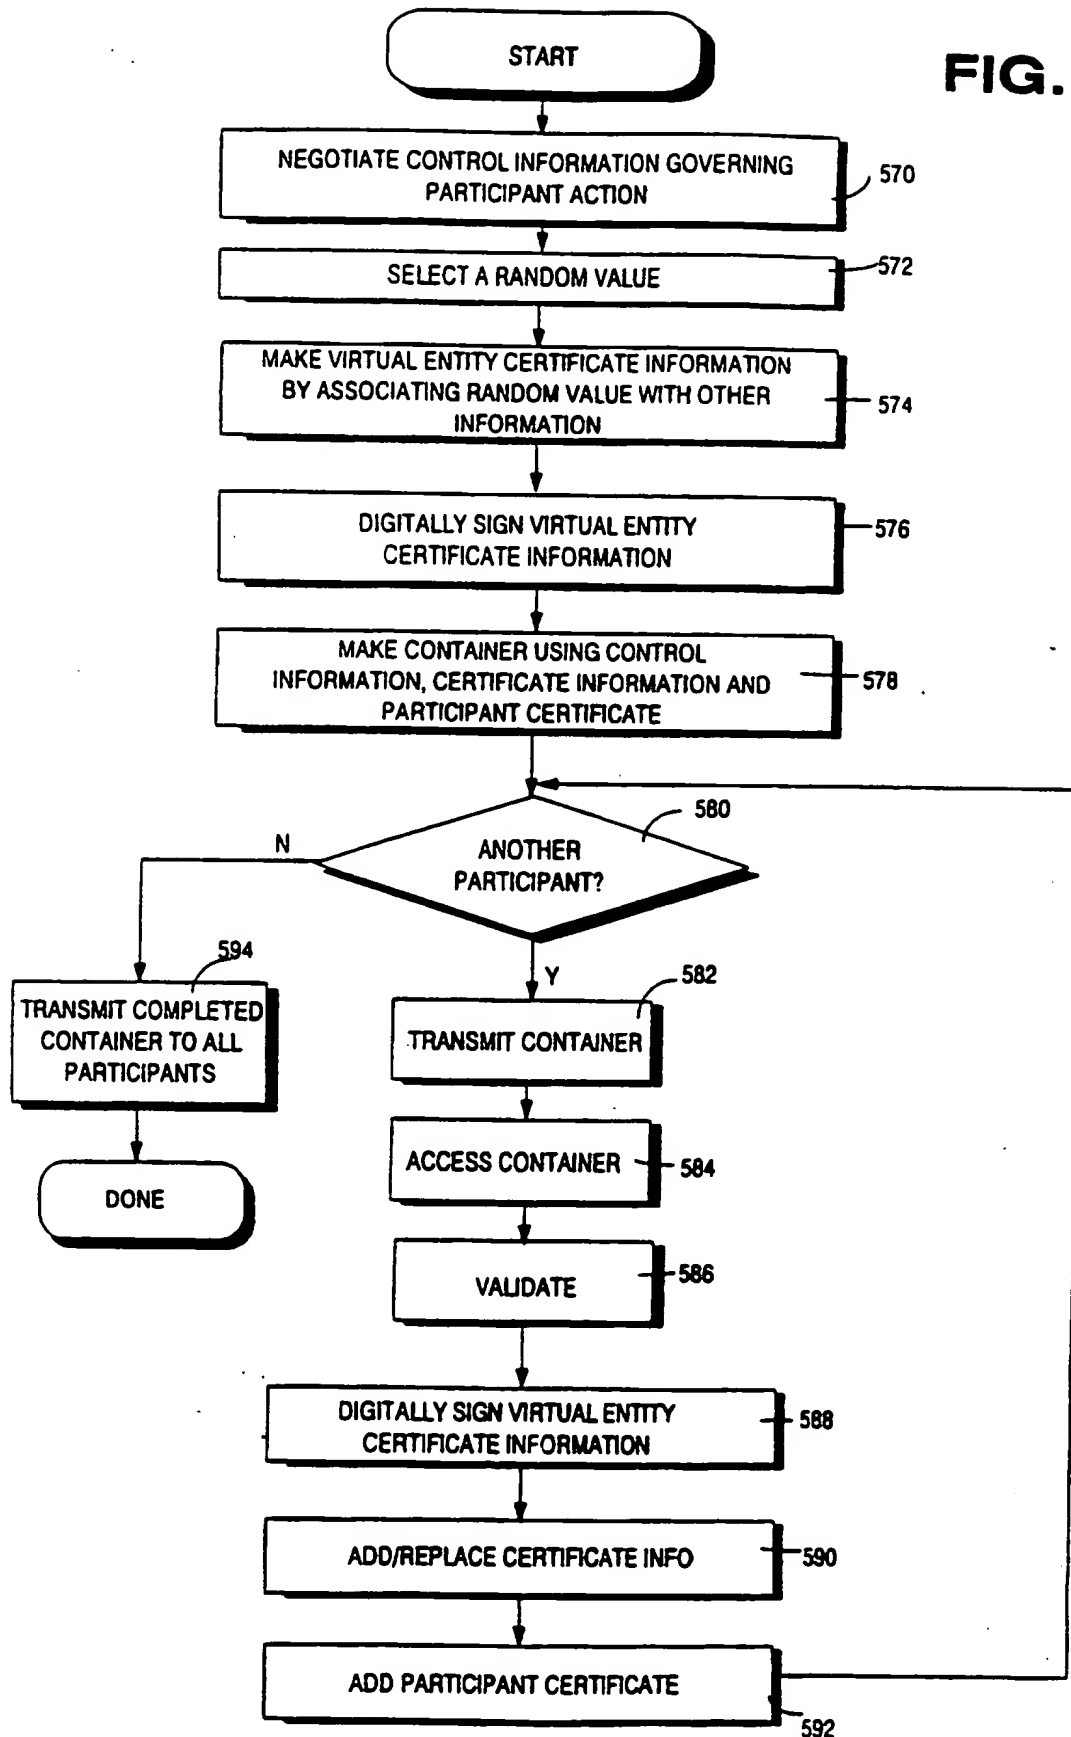 START
FIG.
NEGOTIATE CONTROL INFORMATION GOVERNING
PARTICIPANT ACTION
570
SELECT A RANDOM VALUE
572
MAKE VIRTUAL ENTITY CERTIFICATE INFORMATION
BY ASSOCIATING RANDOM VALUE WITH OTHER
INFORMATION
574
DIGITALLY SIGN VIRTUAL ENTITY
CERTIFICATE INFORMATION
576
MAKE CONTAINER USING CONTROL
INFORMATION, CERTIFICATE INFORMATION AND
PARTICIPANT CERTIFICATE
578
580
N
ANOTHER
PARTICIPANT?
594
Y
TRANSMIT COMPLETED
CONTAINER TO ALL
PARTICIPANTS
582
TRANSMIT CONTAINER
ACCESS CONTAINER
584
DONE
VALIDATE
586
DIGITALLY SIGN VIRTUAL ENTITY
CERTIFICATE INFORMATION
588
ADD/REPLACE CERTIFICATE INFO
590
ADD PARTICIPANT CERTIFICATE
592